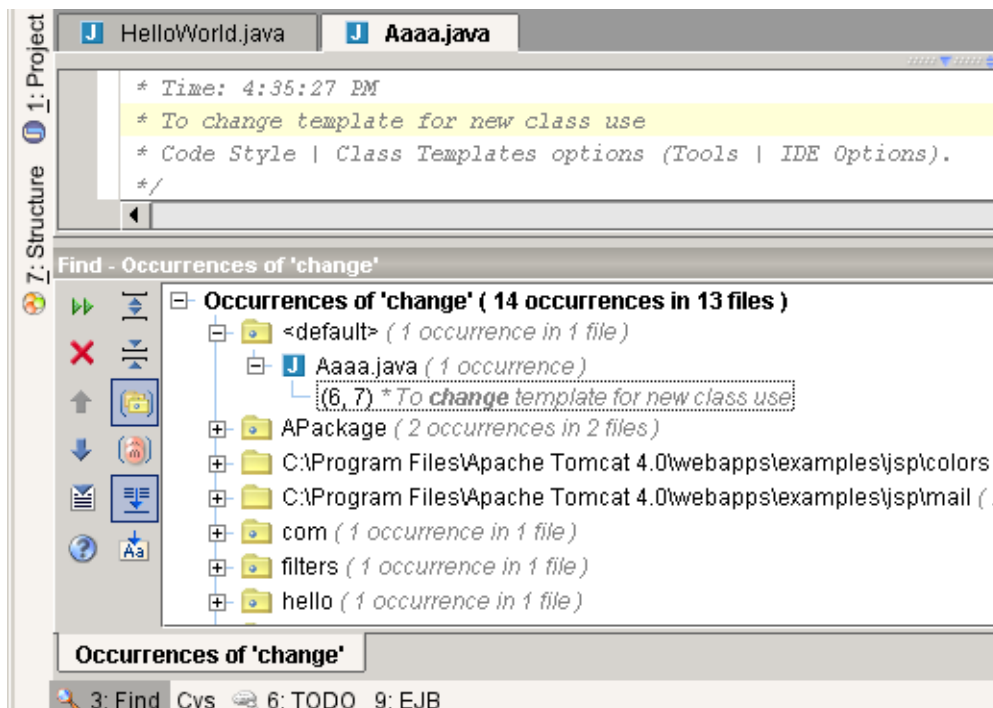 1: Project
7: Structure
HelloWorld.java
Aaaa.java
* Time: 4:35:27 PM
* To change template for new class use
* Code Style | Class Templates options (Tools | IDE Options).
*/
Find - Occurrences of 'change'
Occurrences of 'change' ( 14 occurrences in 13 files )
<default> ( 1 occurrence in 1 file )
Aaaa.java ( 1 occurrence )
(6, 7) * To change template for new class use
APackage ( 2 occurrences in 2 files )
C:\Program Files\Apache Tomcat 4.0\webapps\examples\jsp\colors
C:\Program Files\Apache Tomcat 4.0\webapps\examples\jsp\mail (
com ( 1 occurrence in 1 file )
filters ( 1 occurrence in 1 file )
hello ( 1 occurrence in 1 file )
Occurrences of 'change'
3: Find Cvs 6: TODO 9: EJB